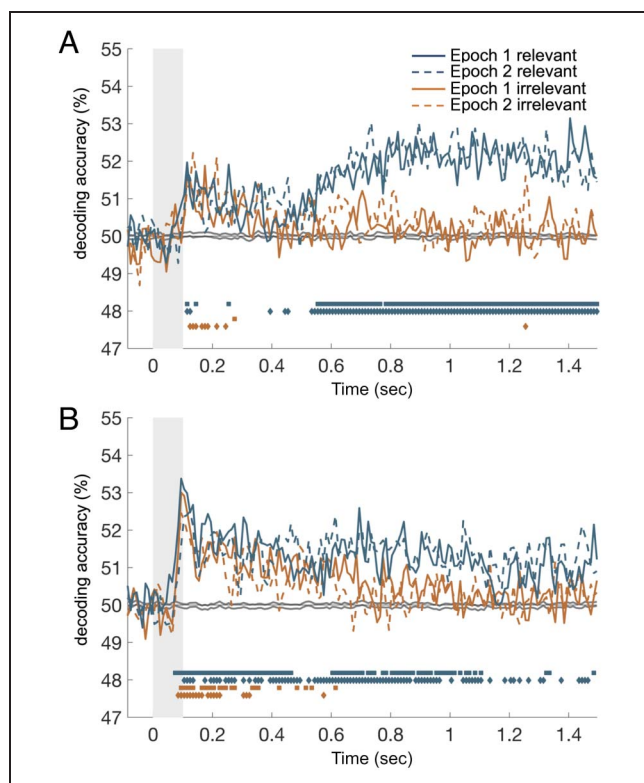 A
55
54
53
52
51
50
49
48
47
decoding accuracy (%)
Epoch 1 relevant
Epoch 2 relevant
Epoch 1 irrelevant
Epoch 2 irrelevant
0 0.2 0.4 0.6 0.8 1 1.2 1.4
Time (sec)
B
55
54
53
52
51
50
49
48
47
decoding accuracy (%)
0 0.2 0.4 0.6 0.8 1 1.2 1.4
Time (sec)